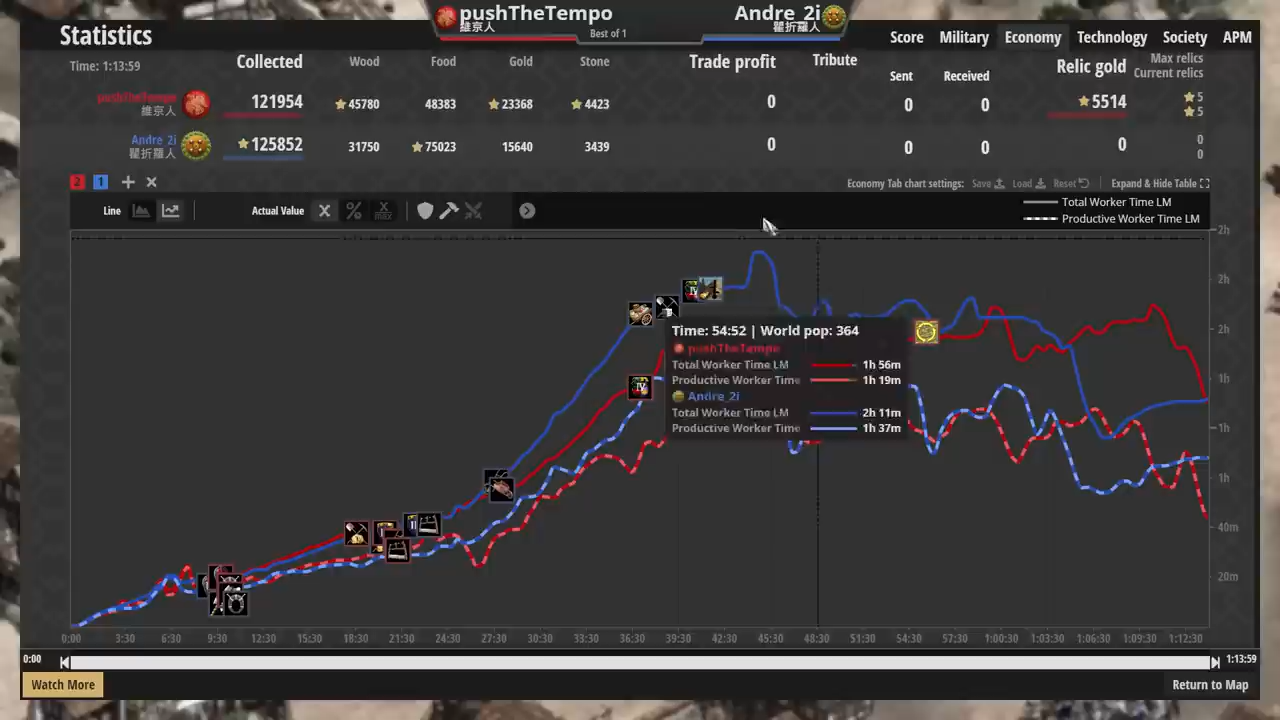 pushTheTempo
維京人
Best of 1
Andre_2i
瞿折羅人
Statistics
Score Military Economy Technology Society APM
Time: 1:13:59
Collected Wood Food Gold Stone Trade profit Tribute Sent Received Relic gold Max relics Current relics
pushTheTempo 121954 45780 48383 23368 4423 0 0 0 5514 5 5
維京人
Andre_2i 125852 31750 75023 15640 3439 0 0 0 0 0 0
瞿折羅人
2 1
Economy Tab chart settings: Save Load Reset Expand & Hide Table
Line Actual Value X % X max
Total Worker Time LM
Productive Worker Time LM
2h
2h
2h
1h
1h
1h
40m
20m
Time: 54:52 | World pop: 364
pushTheTempo
Total Worker Time LM 1h 56m
Productive Worker Time 1h 19m
Andre_2i
Total Worker Time LM 2h 11m
Productive Worker Time 1h 37m
0:00 3:30 6:30 9:30 12:30 15:30 18:30 21:30 24:30 27:30 30:30 33:30 36:30 39:30 42:30 45:30 48:30 51:30 54:30 57:30 1:00:30 1:03:30 1:06:30 1:09:30 1:12:30
0:00 1:13:59
Watch More Return to Map